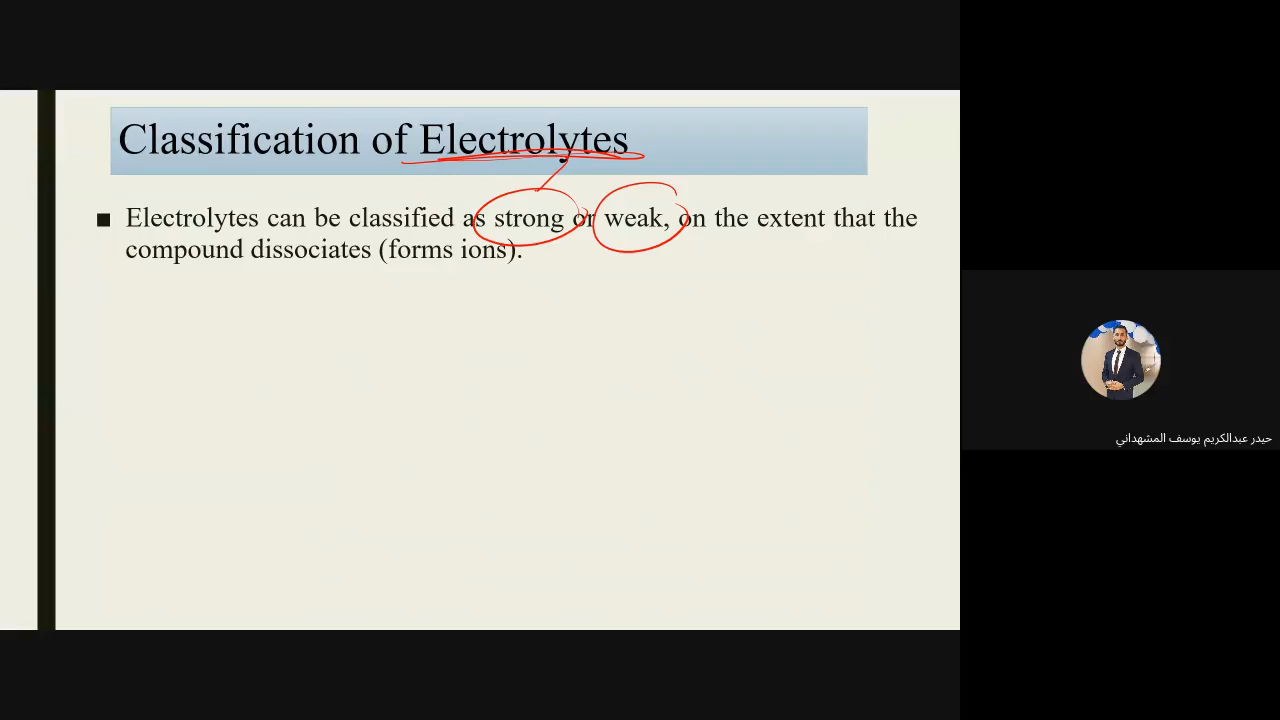 Classification of Electrolytes
■ Electrolytes can be classified as strong or weak, on the extent that the
compound dissociates (forms ions).
حيدر عبدالكريم يوسف المشهداني